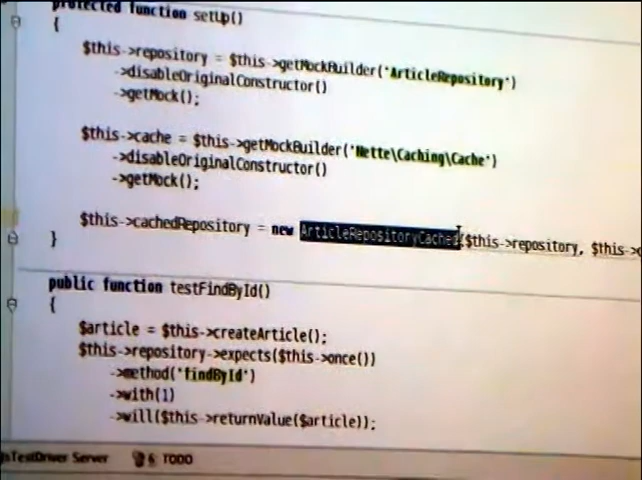 protected function setUp()
{
$this->repository = $this->getMockBuilder('ArticleRepository')
->disableOriginalConstructor()
->getMock();
$this->cache = $this->getMockBuilder('Nette\Caching\Cache')
->disableOriginalConstructor()
->getMock();
$this->cachedRepository = new ArticleRepositoryCached($this->repository, $this->
}
public function testFindById()
{
$article = $this->createArticle();
$this->repository->expects($this->once())
->method('findById')
->with(1)
->will($this->returnValue($article));
sTestDriver Server 6 TODO